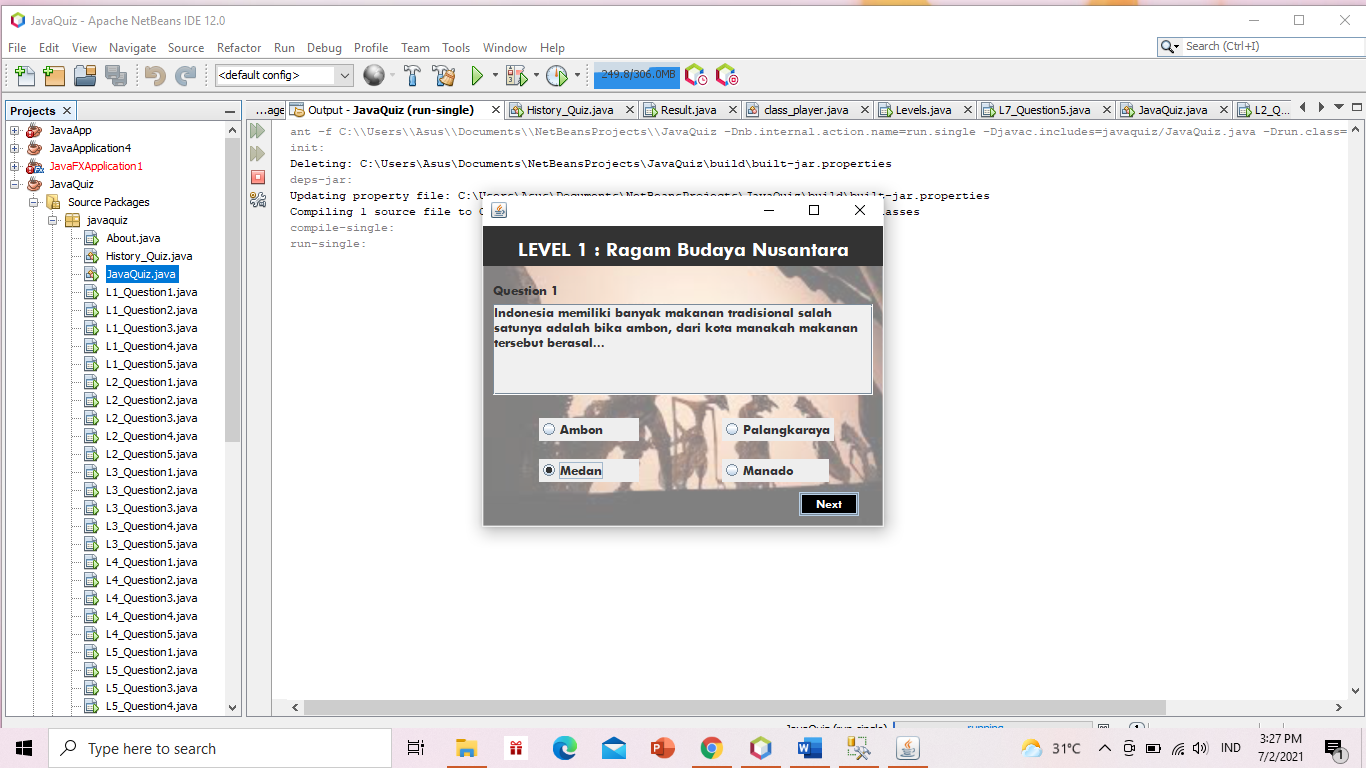 JavaQuiz - Apache NetBeans IDE 12.0
File Edit View Navigate Source Refactor Run Debug Profile Team Tools Window Help
Search (Ctrl+I)
<default config>
249.8/306.0MB
Projects
...age
Output - JavaQuiz (run-single)
History_Quiz.java
Result.java
class_player.java
Levels.java
L7_Question5.java
JavaQuiz.java
L2_Q...
JavaApp
JavaApplication4
JavaFXApplication1
JavaQuiz
Source Packages
javaquiz
About.java
History_Quiz.java
JavaQuiz.java
L1_Question1.java
L1_Question2.java
L1_Question3.java
L1_Question4.java
L1_Question5.java
L2_Question1.java
L2_Question2.java
L2_Question3.java
L2_Question4.java
L2_Question5.java
L3_Question1.java
L3_Question2.java
L3_Question3.java
L3_Question4.java
L3_Question5.java
L4_Question1.java
L4_Question2.java
L4_Question3.java
L4_Question4.java
L4_Question5.java
L5_Question1.java
L5_Question2.java
L5_Question3.java
L5_Question4.java
ant -f C:\\Users\\Asus\\Documents\\NetBeansProjects\\JavaQuiz -Dnb.internal.action.name=run.single -Djavac.includes=javaquiz/JavaQuiz.java -Drun.class=
init:
Deleting: C:\Users\Asus\Documents\NetBeansProjects\JavaQuiz\build\built-jar.properties
deps-jar:
Updating property file: C:\Users\Asus\Documents\NetBeansProjects\JavaQuiz\build\built-jar.properties
Compiling 1 source file to
compile-single:
run-single:
LEVEL 1 : Ragam Budaya Nusantara
Question 1
Indonesia memiliki banyak makanan tradisional salah
satunya adalah bika ambon, dari kota manakah makanan
tersebut berasal...
Ambon
Palangkaraya
Medan
Manado
Next
JavaQuiz (run-single)
running...
Type here to search
31°C
IND
3:27 PM
7/2/2021
1